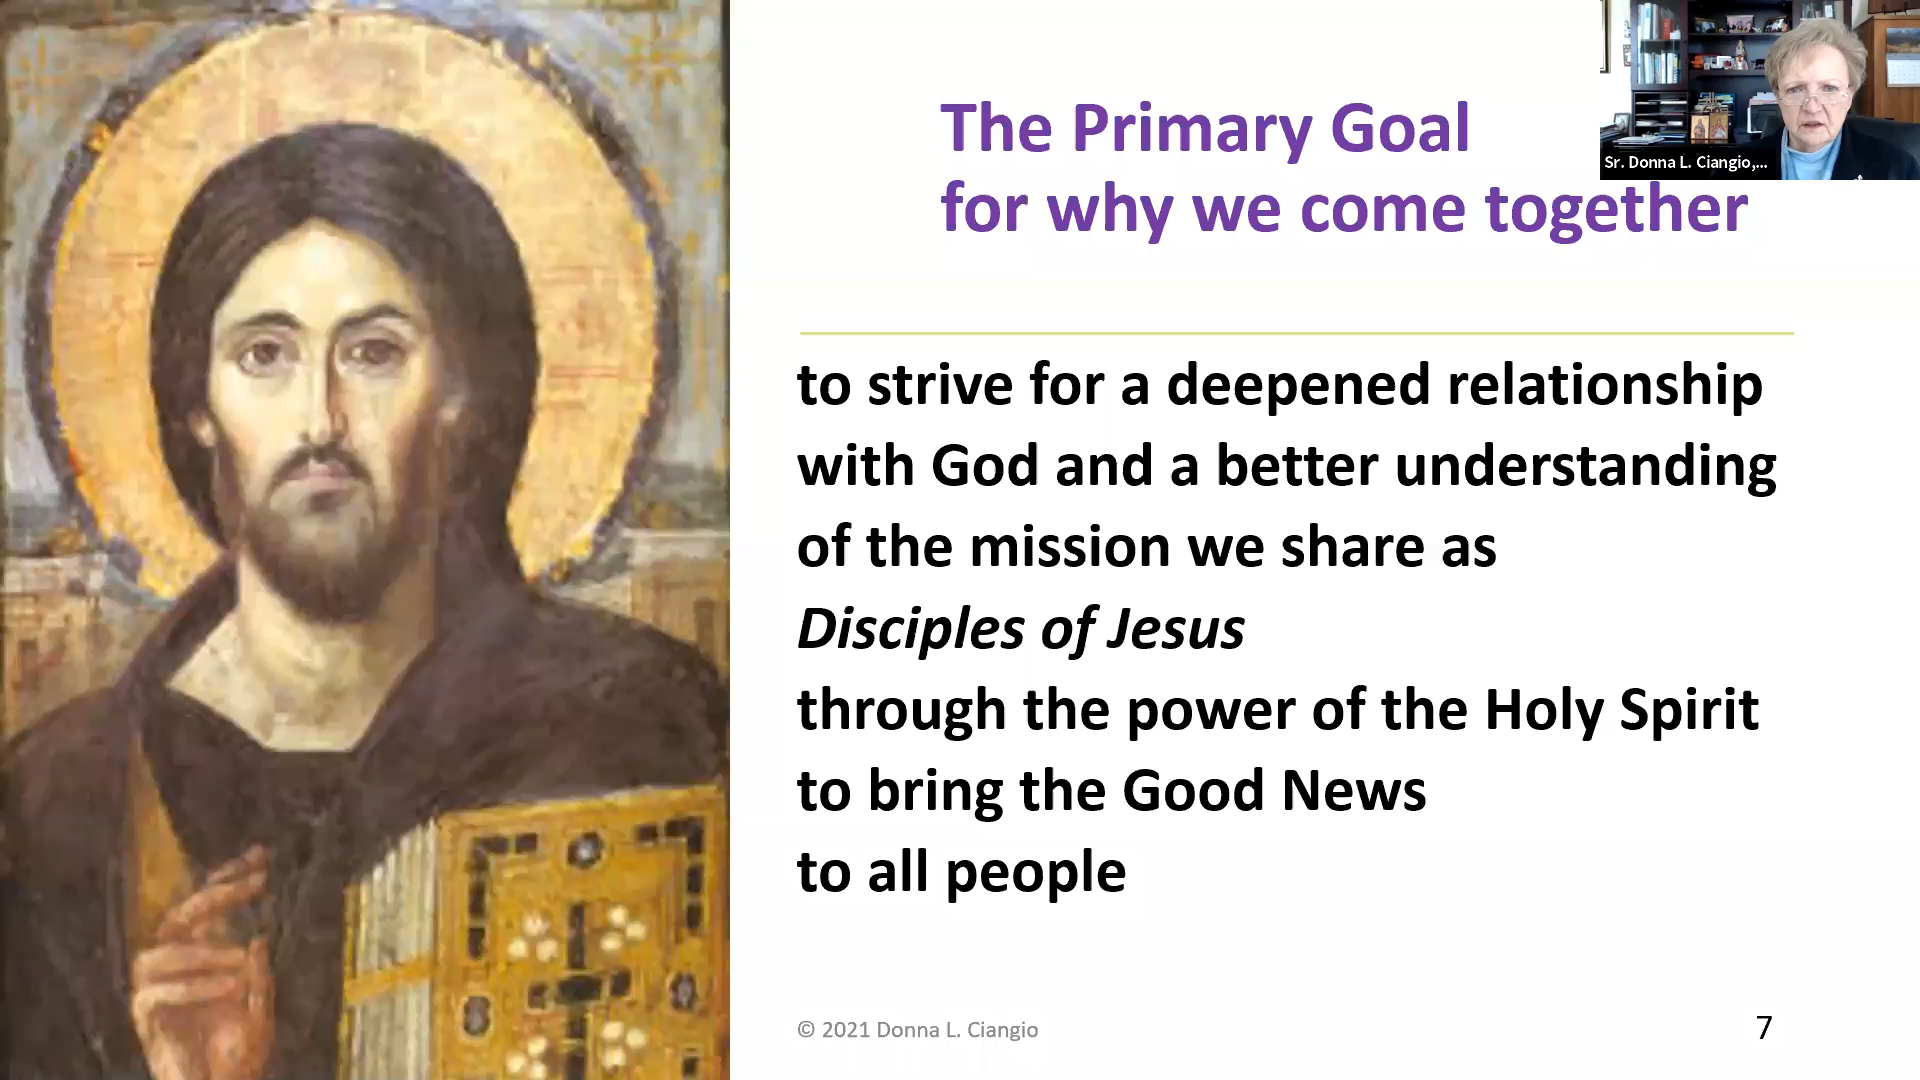 The Primary Goal
for why we come together
Sr. Donna L. Ciangio,...
to strive for a deepened relationship
with God and a better understanding
of the mission we share as
Disciples of Jesus
through the power of the Holy Spirit
to bring the Good News
to all people
© 2021 Donna L. Ciangio
7